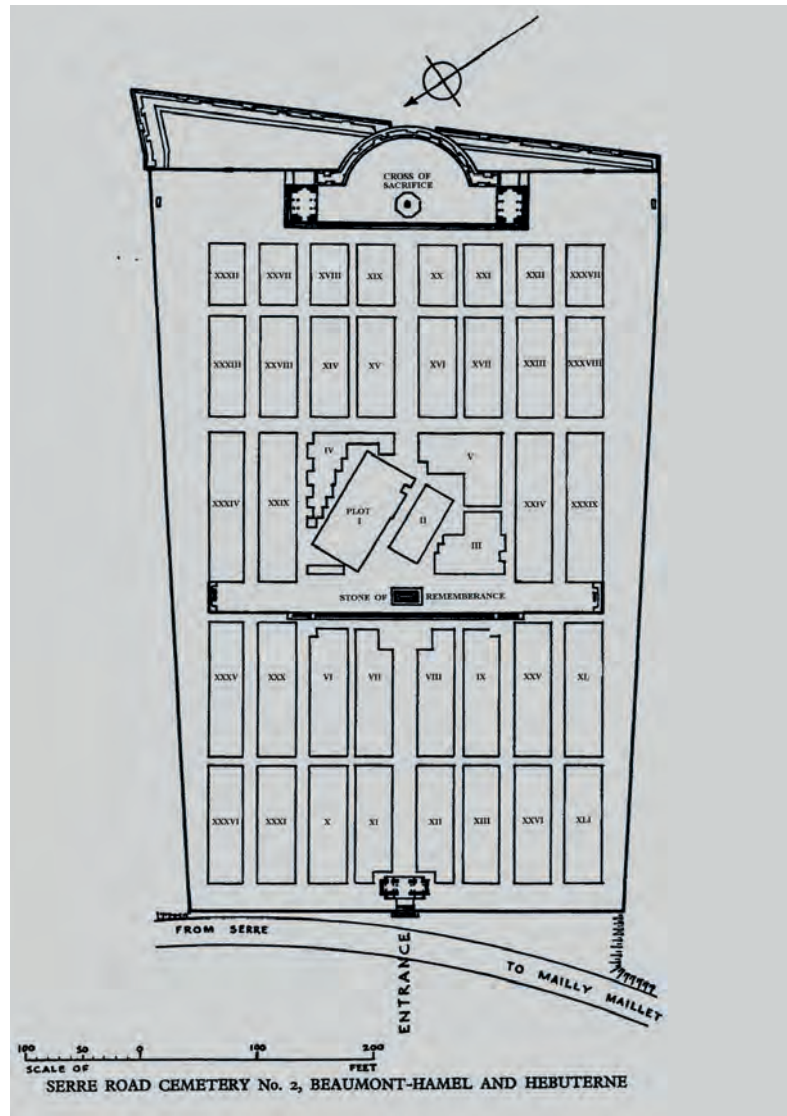 CROSS OF
SACRIFICE
XXXII XXVII XVIII XIX XX XXI XXII XXXVII
XXXIII XXVIII XIV XV XVI XVII XXIII XXXVIII
IV
V
XXXIV XXIX XXIV XXXIX
PLOT
I
II
III
STONE OF REMEMBERANCE
XXXV XXX VI VII VIII IX XXV XL
XXXVI XXXI X XI XII XIII XXVI XLI
FROM SERRE
ENTRANCE
TO MAILLY MAILLET
100 50 0 100 200
SCALE OF FEET
SERRE ROAD CEMETERY No. 2, BEAUMONT-HAMEL AND HEBUTERNE